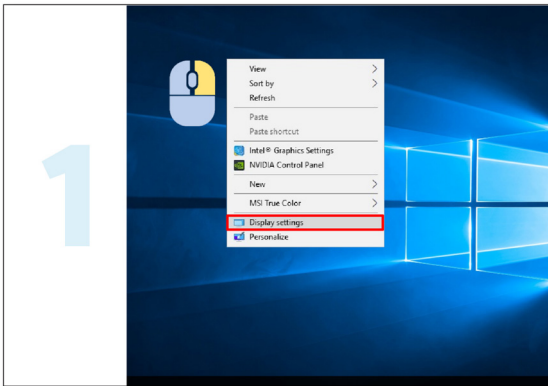 1
View
Sort by
Refresh
Paste
Paste shortcut
Intel® Graphics Settings
NVIDIA Control Panel
New
MSI True Color
Display settings
Personalize